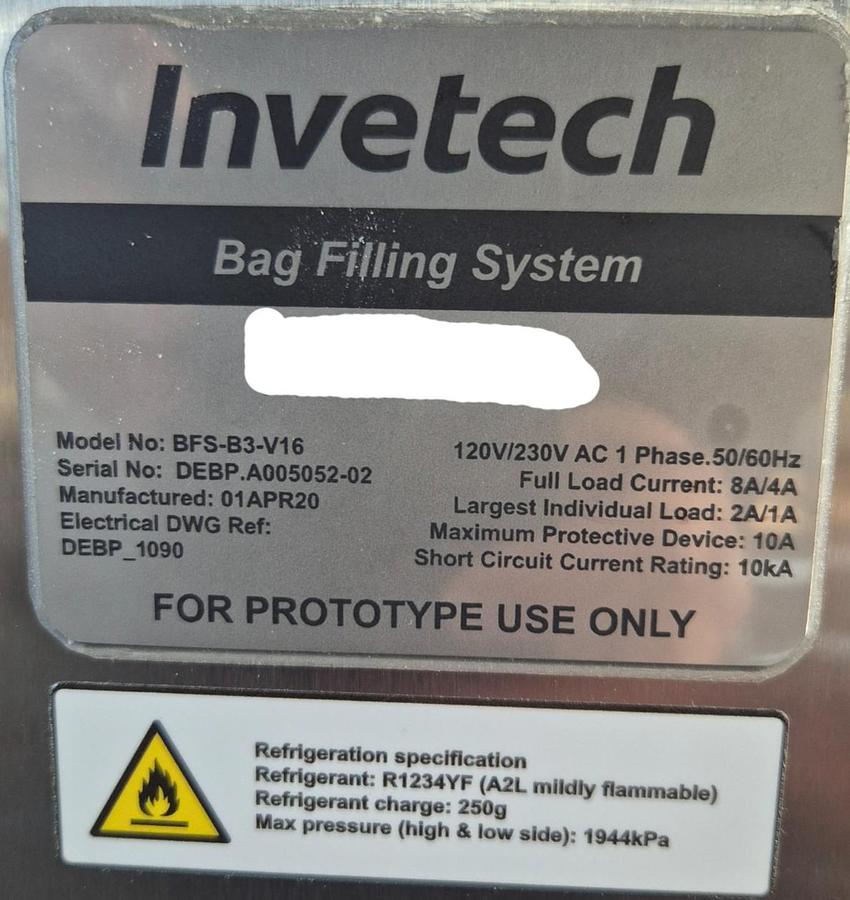 Invetech
Bag Filling System
Model No: BFS-B3-V16
Serial No: DEBP.A005052-02
Manufactured: 01APR20
Electrical DWG Ref:
DEBP_1090
120V/230V AC 1 Phase.50/60Hz
Full Load Current: 8A/4A
Largest Individual Load: 2A/1A
Maximum Protective Device: 10A
Short Circuit Current Rating: 10kA
FOR PROTOTYPE USE ONLY
Refrigeration specification
Refrigerant: R1234YF (A2L mildly flammable)
Refrigerant charge: 250g
Max pressure (high & low side): 1944kPa